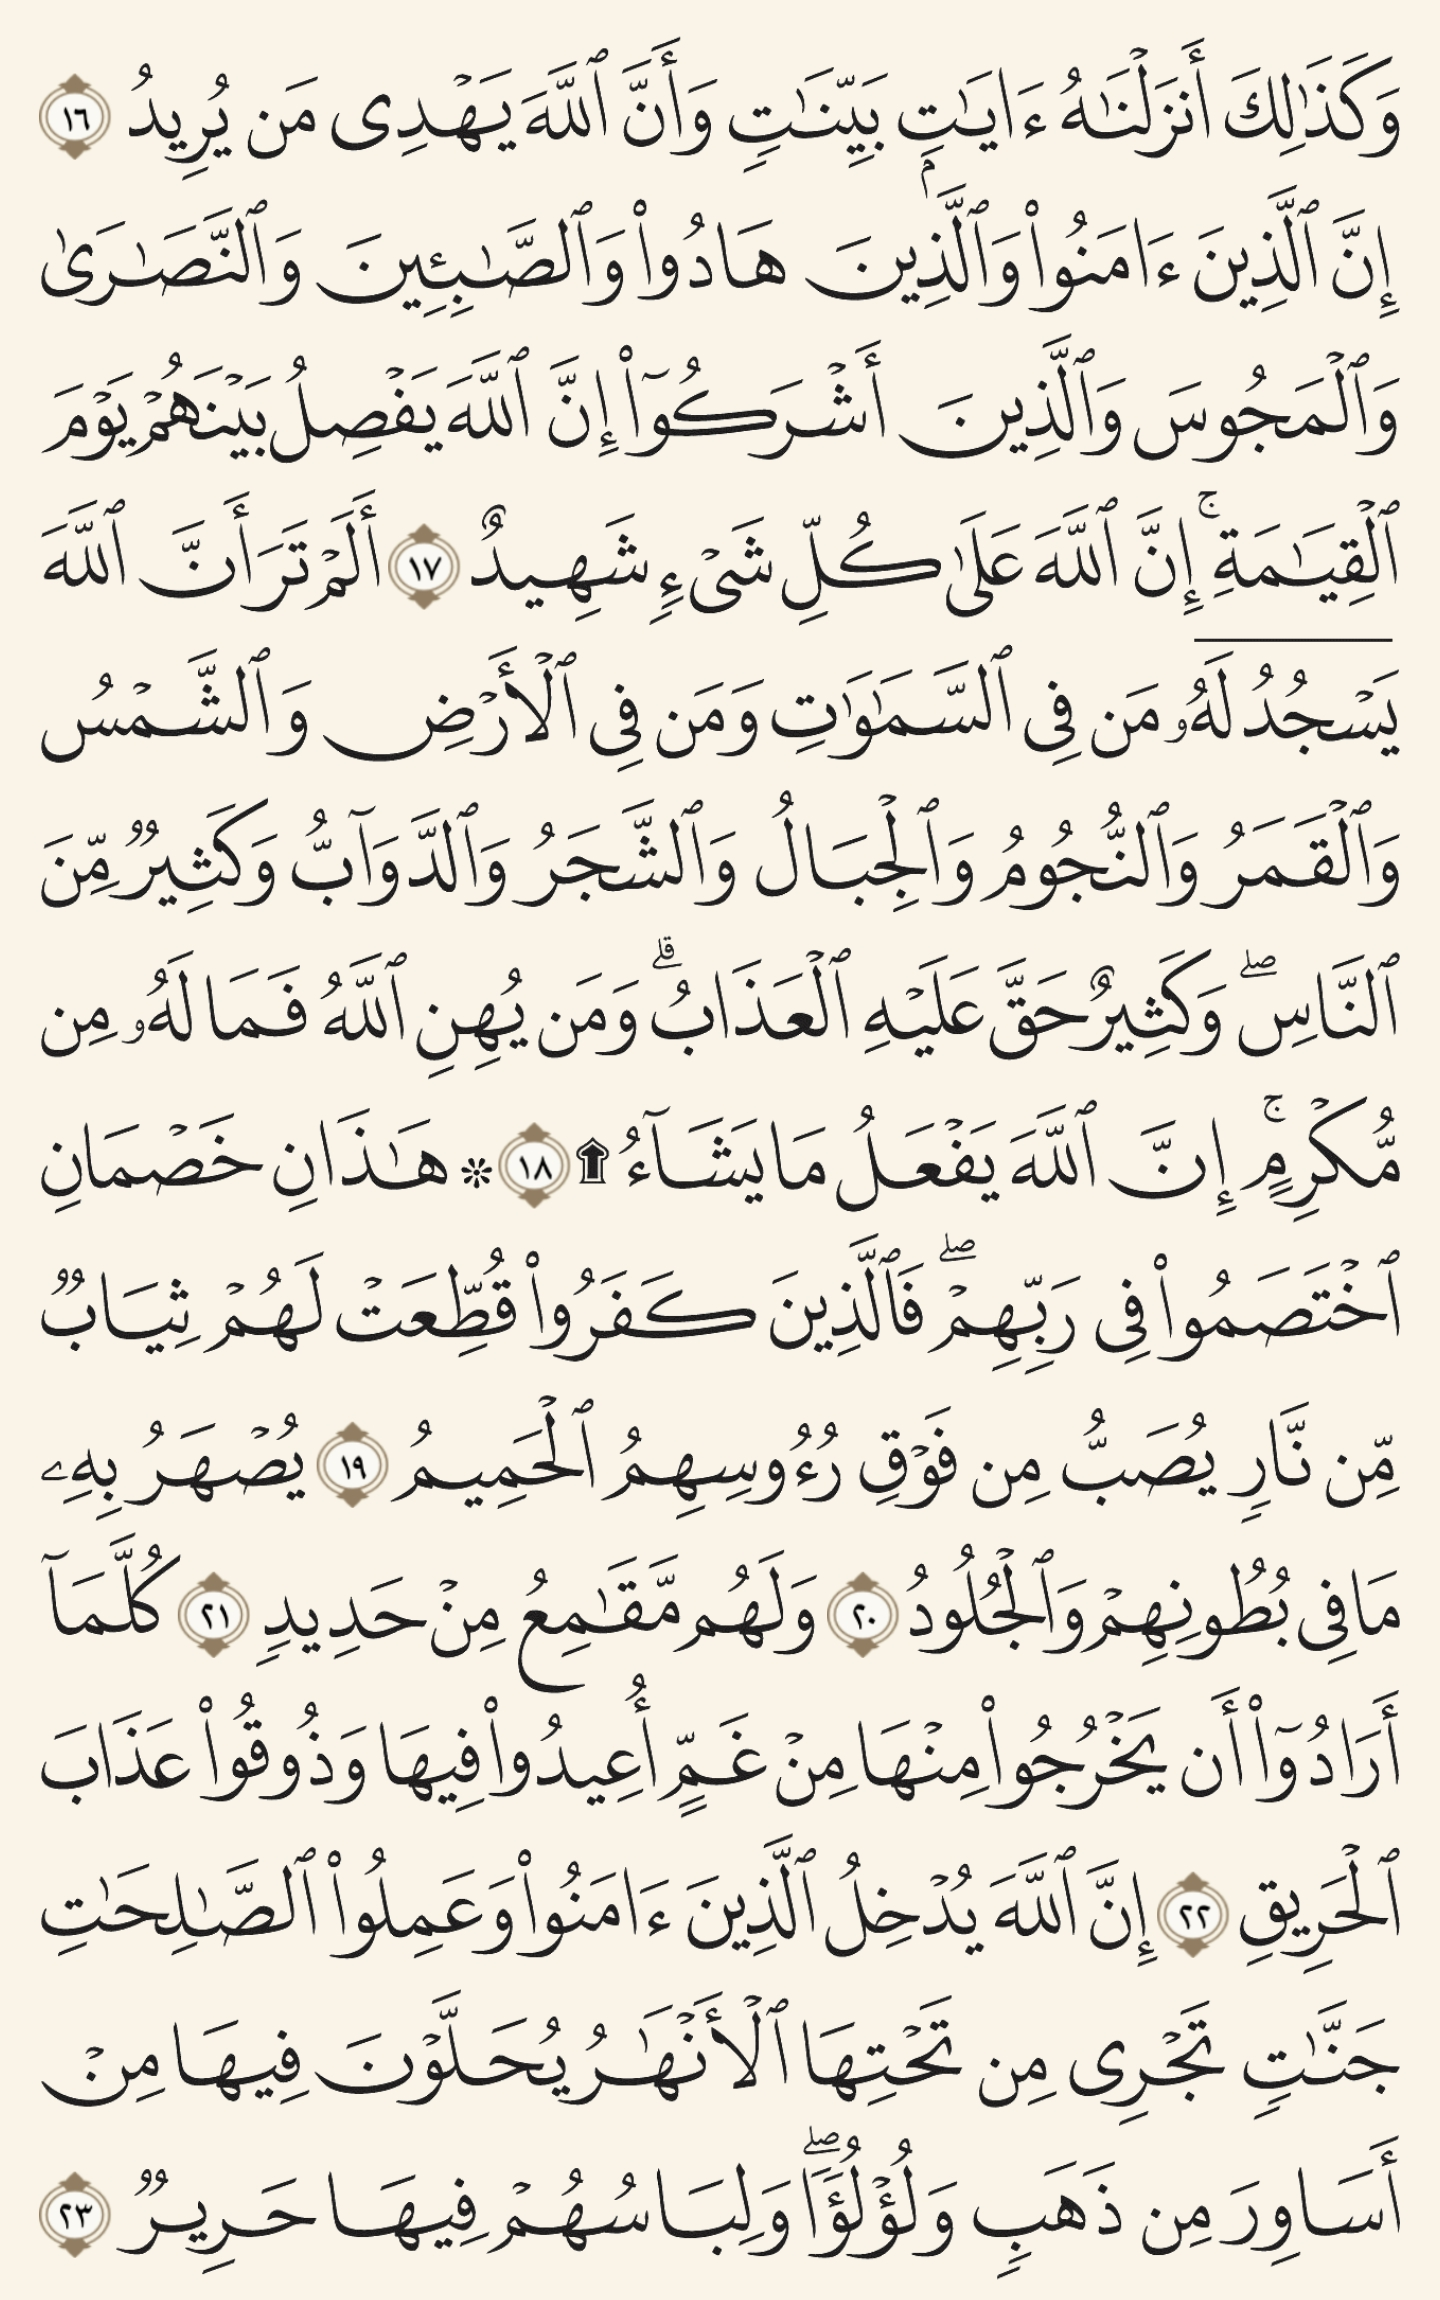 وَكَذَٰلِكَ أَنزَلْنَٰهُ ءَايَٰتٍۭ بَيِّنَٰتٍ وَأَنَّ ٱللَّهَ يَهْدِى مَن يُرِيدُ ١٦
إِنَّ ٱلَّذِينَ ءَامَنُوا۟ وَٱلَّذِينَ هَادُوا۟ وَٱلصَّٰبِـِٔينَ وَٱلنَّصَٰرَىٰ
وَٱلْمَجُوسَ وَٱلَّذِينَ أَشْرَكُوٓا۟ إِنَّ ٱللَّهَ يَفْصِلُ بَيْنَهُمْ يَوْمَ
ٱلْقِيَٰمَةِ ۚ إِنَّ ٱللَّهَ عَلَىٰ كُلِّ شَىْءٍ شَهِيدٌ ١٧ أَلَمْ تَرَ أَنَّ ٱللَّهَ
يَسْجُدُ لَهُۥ مَن فِى ٱلسَّمَٰوَٰتِ وَمَن فِى ٱلْأَرْضِ وَٱلشَّمْسُ
وَٱلْقَمَرُ وَٱلنُّجُومُ وَٱلْجِبَالُ وَٱلشَّجَرُ وَٱلدَّوَآبُّ وَكَثِيرٌ مِّنَ
ٱلنَّاسِ ۖ وَكَثِيرٌ حَقَّ عَلَيْهِ ٱلْعَذَابُ ۗ وَمَن يُهِنِ ٱللَّهُ فَمَا لَهُۥ مِن
مُّكْرِمٍ ۚ إِنَّ ٱللَّهَ يَفْعَلُ مَا يَشَآءُ ۩ ١٨ ۞ هَٰذَانِ خَصْمَانِ
ٱخْتَصَمُوا۟ فِى رَبِّهِمْ ۖ فَٱلَّذِينَ كَفَرُوا۟ قُطِّعَتْ لَهُمْ ثِيَابٌ
مِّن نَّارٍ يُصَبُّ مِن فَوْقِ رُءُوسِهِمُ ٱلْحَمِيمُ ١٩ يُصْهَرُ بِهِۦ
مَا فِى بُطُونِهِمْ وَٱلْجُلُودُ ٢٠ وَلَهُم مَّقَٰمِعُ مِنْ حَدِيدٍ ٢١ كُلَّمَآ
أَرَادُوٓا۟ أَن يَخْرُجُوا۟ مِنْهَا مِنْ غَمٍّ أُعِيدُوا۟ فِيهَا وَذُوقُوا۟ عَذَابَ
ٱلْحَرِيقِ ٢٢ إِنَّ ٱللَّهَ يُدْخِلُ ٱلَّذِينَ ءَامَنُوا۟ وَعَمِلُوا۟ ٱلصَّٰلِحَٰتِ
جَنَّٰتٍ تَجْرِى مِن تَحْتِهَا ٱلْأَنْهَٰرُ يُحَلَّوْنَ فِيهَا مِنْ
أَسَاوِرَ مِن ذَهَبٍ وَلُؤْلُؤًا ۖ وَلِبَاسُهُمْ فِيهَا حَرِيرٌ ٢٣